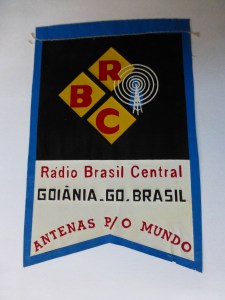 R
B
C
Rádio Brasil Central
GOIÂNIA.GO.BRASIL
ANTENAS P/O MUNDO